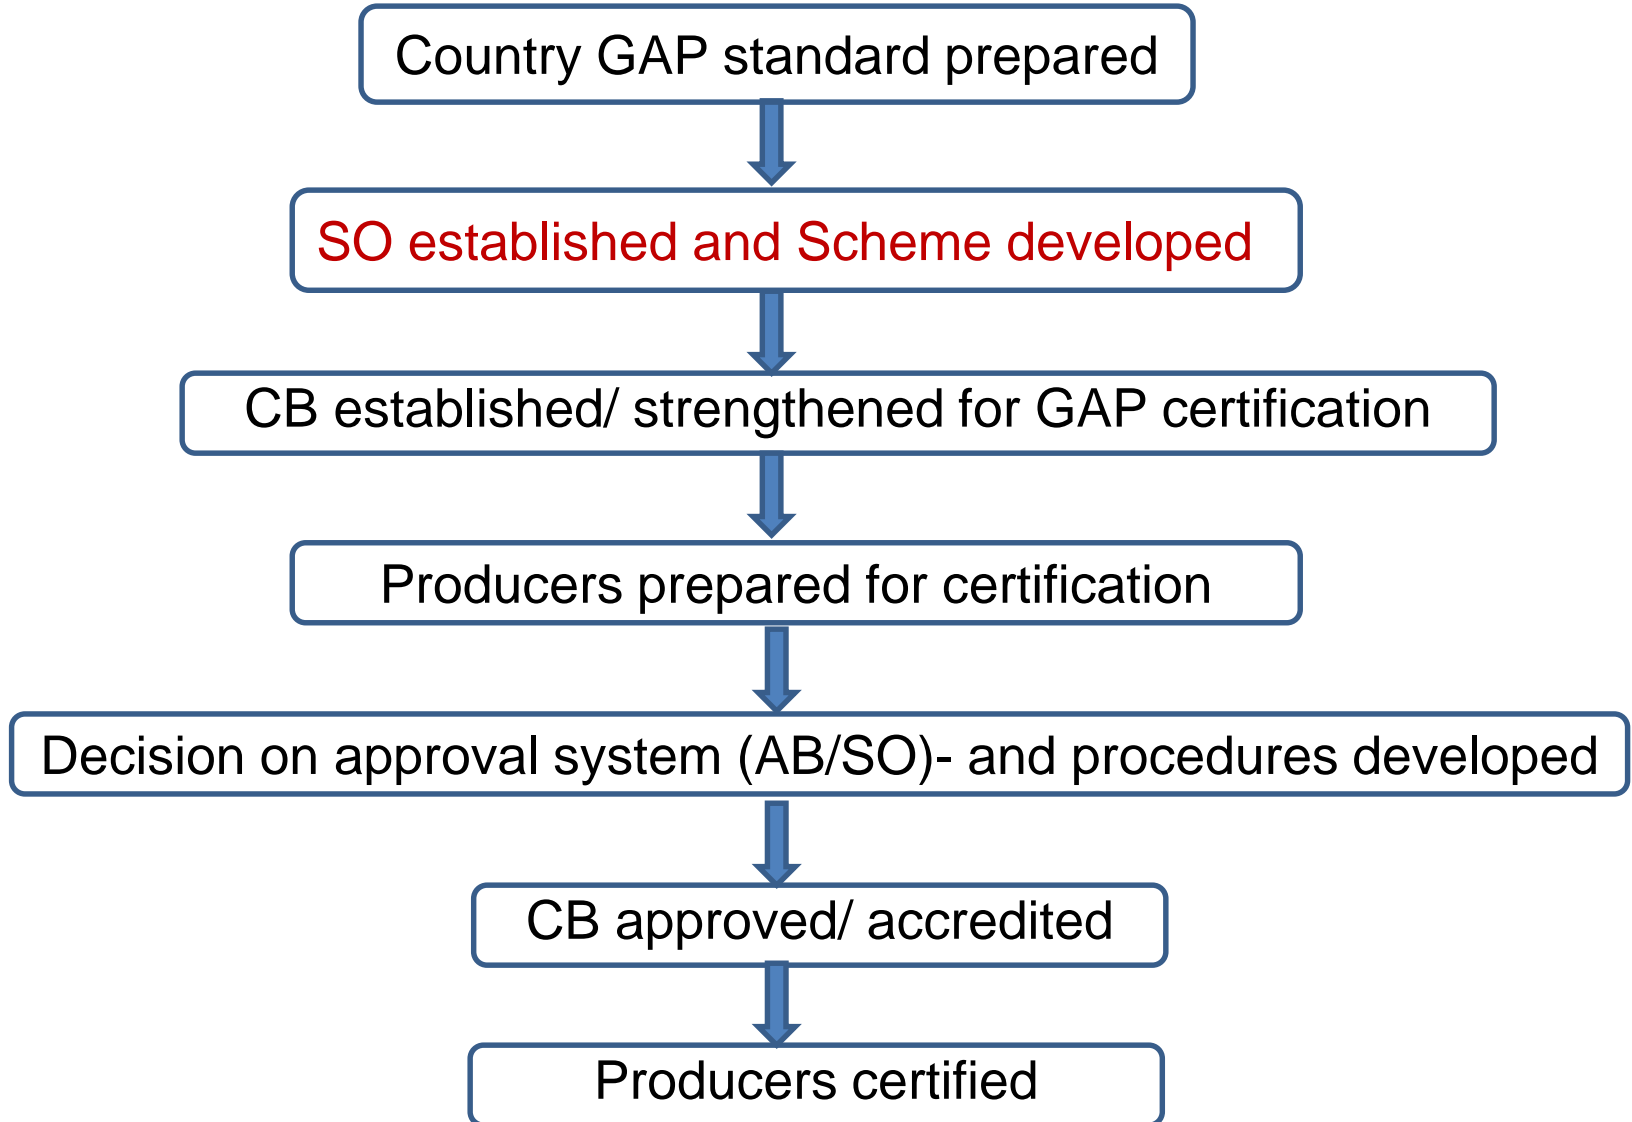 Country GAP standard prepared
SO established and Scheme developed
CB established/ strengthened for GAP certification
Producers prepared for certification
Decision on approval system (AB/SO)- and procedures developed
CB approved/ accredited
Producers certified